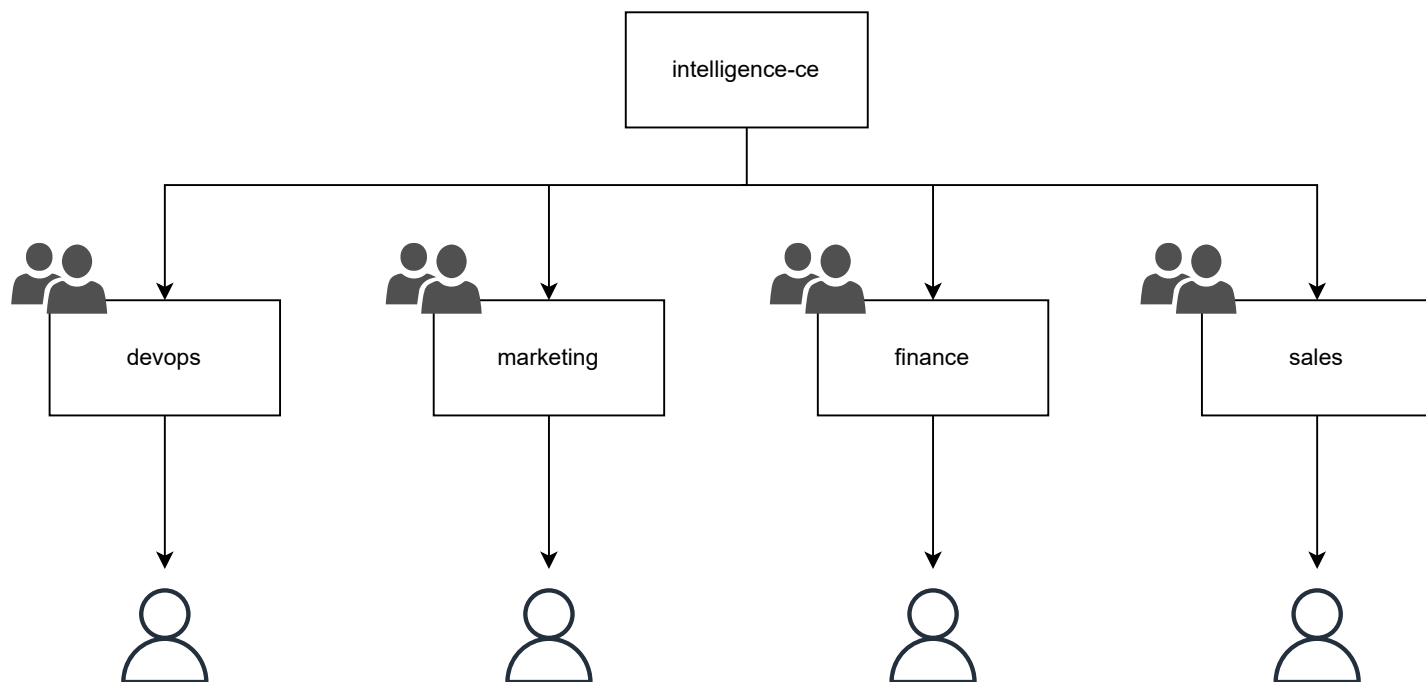 intelligence-ce
devops
marketing
finance
sales